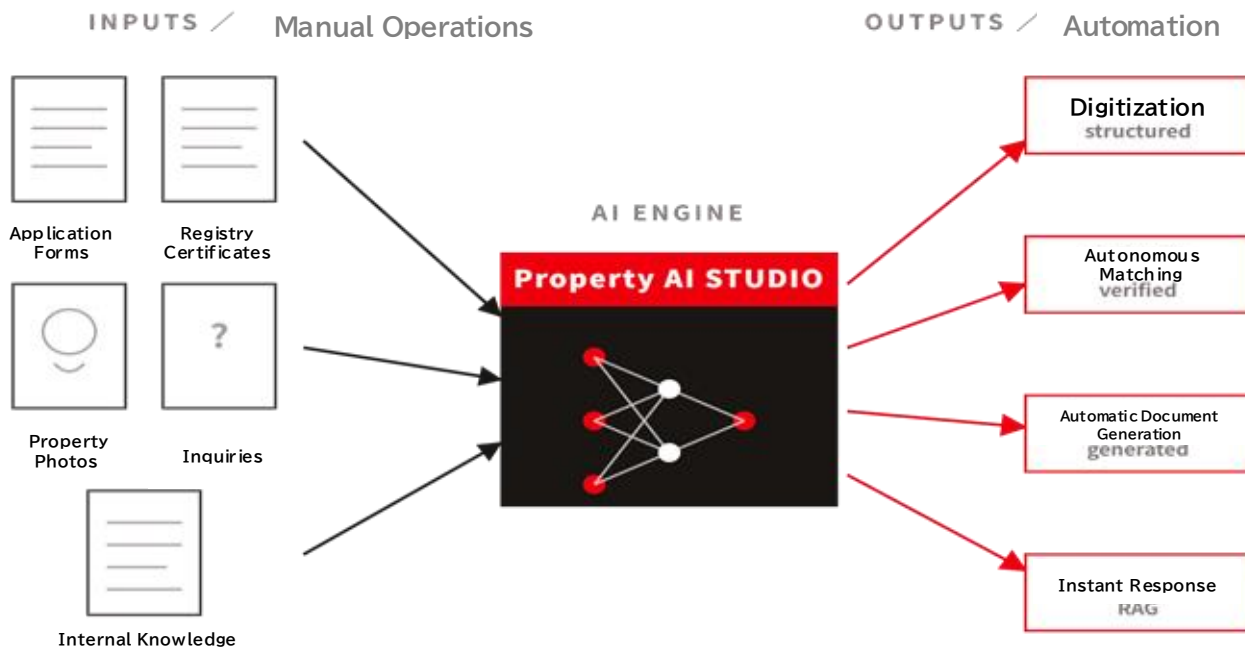 INPUTS / Manual Operations
OUTPUTS / Automation
Application
Forms
Registry
Certificates
Property
Photos
?
Inquiries
Internal Knowledge
AI ENGINE
Property AI STUDIO
Digitization
structured
Autonomous
Matching
verified
Automatic Document
Generation
generated
Instant Response
RAG